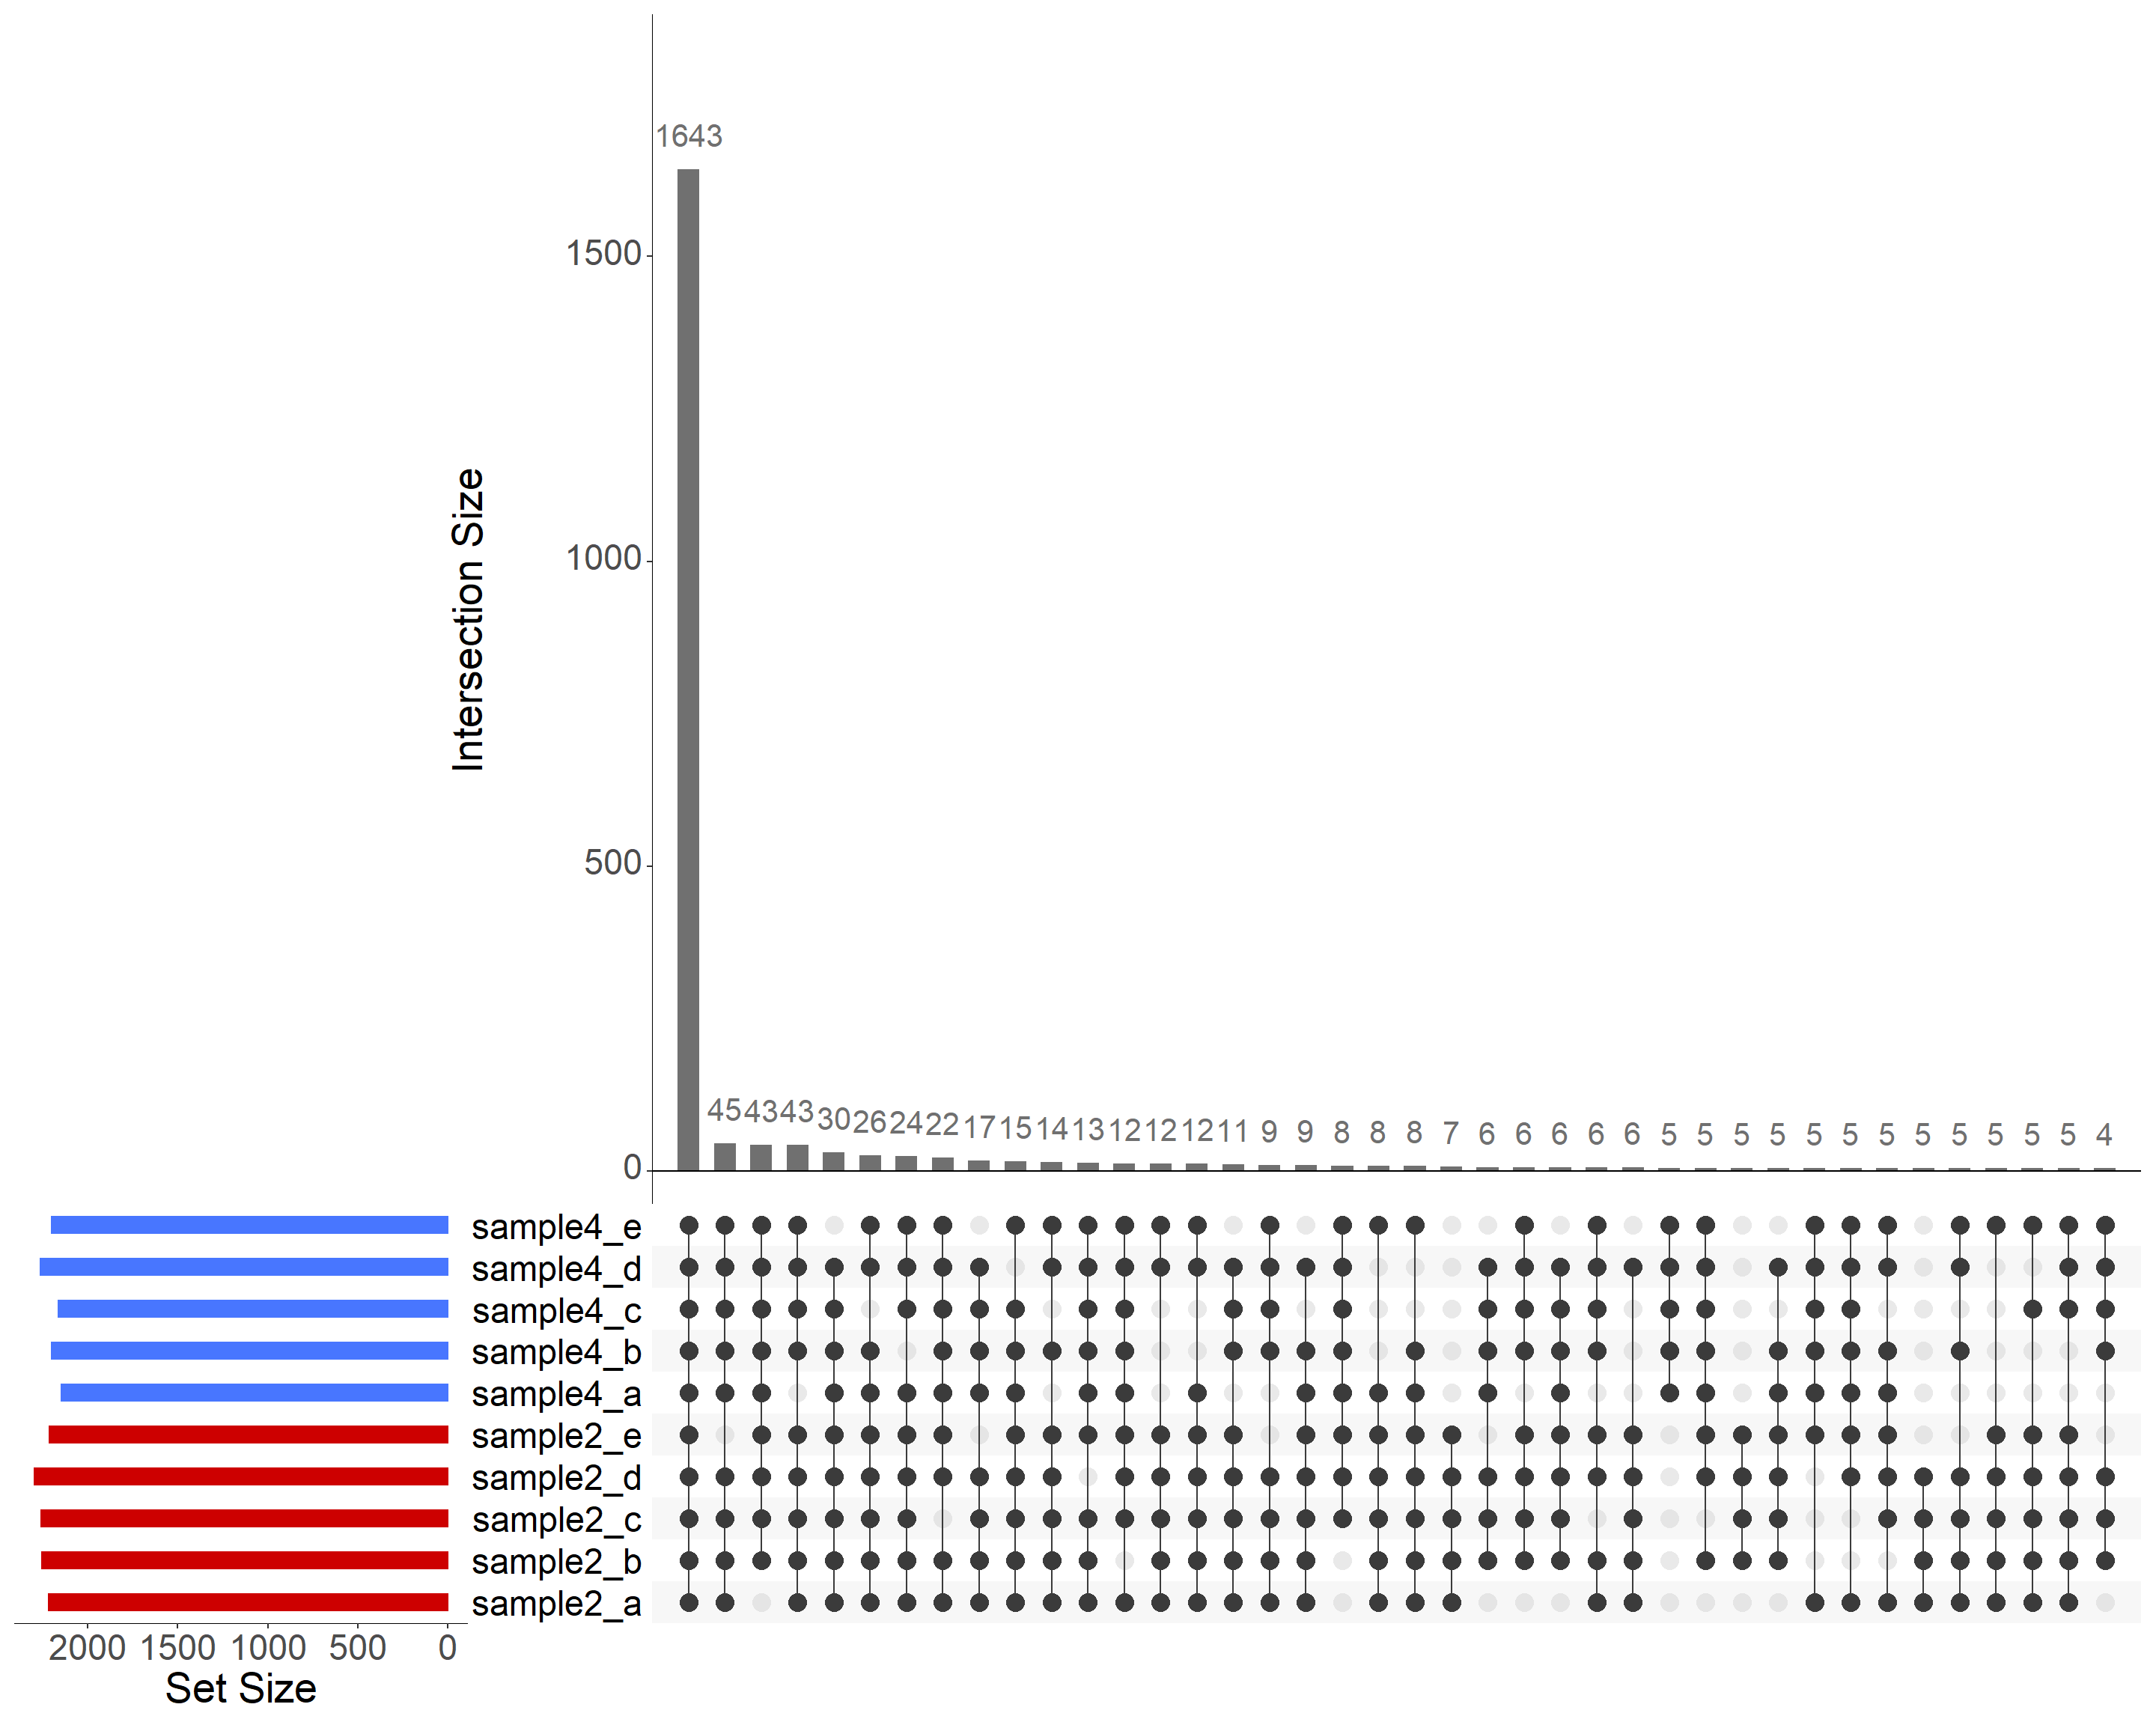 1643
1500
1000
500
0
Intersection Size
45 43 43 30 26 24 22 17 15 14 13 12 12 12 11 9 9 8 8 8 7 6 6 6 6 6 5 5 5 5 5 5 5 5 5 5 5 5 4
sample4_e
sample4_d
sample4_c
sample4_b
sample4_a
sample2_e
sample2_d
sample2_c
sample2_b
sample2_a
2000 1500 1000 500 0
Set Size